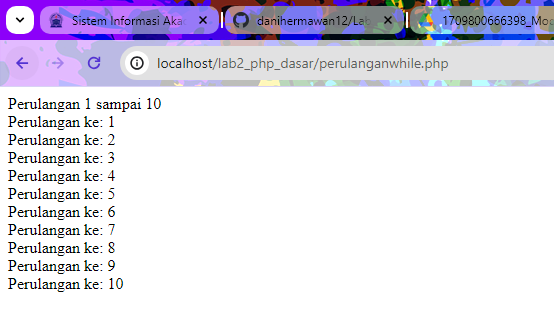 Sistem Informasi Aka
danihermawan12/Lab
1709800666398_Mo
localhost/lab2_php_dasar/perulanganwhile.php
Perulangan 1 sampai 10
Perulangan ke: 1
Perulangan ke: 2
Perulangan ke: 3
Perulangan ke: 4
Perulangan ke: 5
Perulangan ke: 6
Perulangan ke: 7
Perulangan ke: 8
Perulangan ke: 9
Perulangan ke: 10